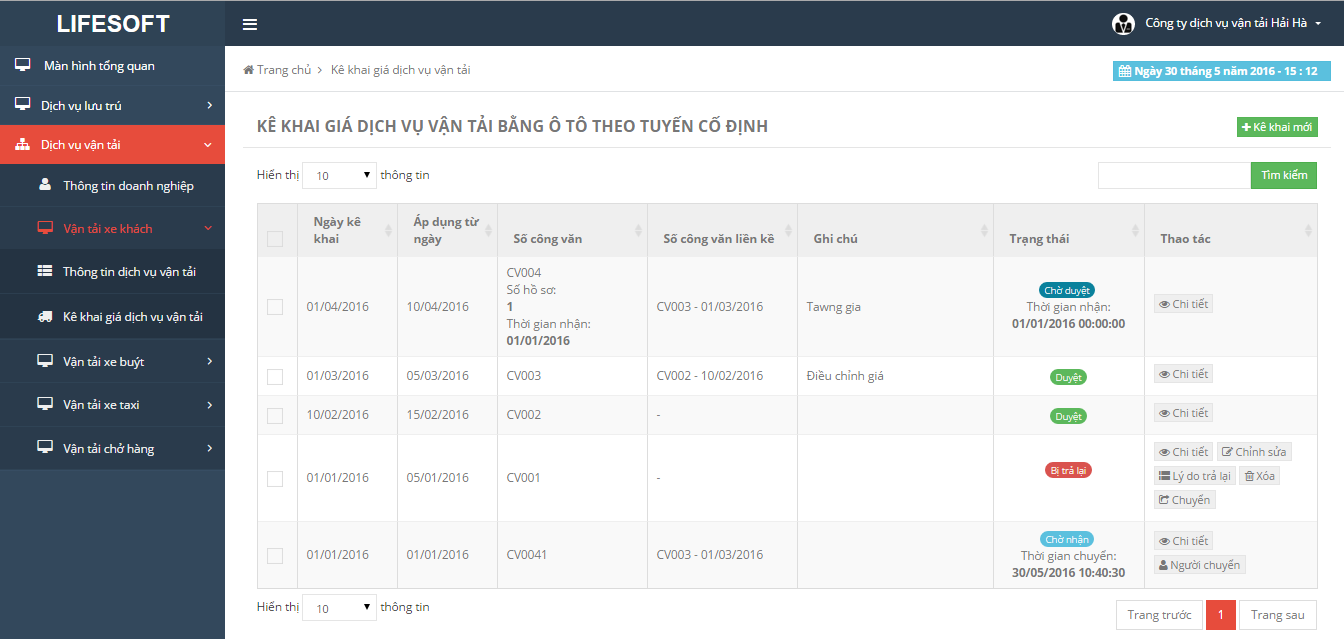 LIFESOFT
Công ty dịch vụ vận tải Hải Hà
Màn hình tổng quan
Dịch vụ lưu trú
Dịch vụ vận tải
Thông tin doanh nghiệp
Vận tải xe khách
Thông tin dịch vụ vận tải
Kê khai giá dịch vụ vận tải
Vận tải xe buýt
Vận tải xe taxi
Vận tải chở hàng
Trang chủ > Kê khai giá dịch vụ vận tải
Ngày 30 tháng 5 năm 2016 - 15 : 12
KÊ KHAI GIÁ DỊCH VỤ VẬN TẢI BẰNG Ô TÔ THEO TUYẾN CỐ ĐỊNH
+ Kê khai mới
Hiển thị 10 thông tin
Tìm kiếm
Ngày kê
khai
Áp dụng từ
ngày
Số công văn
Số công văn liền kề
Ghi chú
Trạng thái
Thao tác
01/04/2016
10/04/2016
CV004
Số hồ sơ:
1
Thời gian nhận:
01/01/2016
CV003 - 01/03/2016
Tawng gia
Chờ duyệt
Thời gian nhận:
01/01/2016 00:00:00
Chi tiết
01/03/2016
05/03/2016
CV003
CV002 - 10/02/2016
Điều chỉnh giá
Duyệt
Chi tiết
10/02/2016
15/02/2016
CV002
-
Duyệt
Chi tiết
01/01/2016
05/01/2016
CV001
-
Bị trả lại
Chi tiết Chỉnh sửa
Lý do trả lại Xóa
Chuyển
01/01/2016
01/01/2016
CV0041
CV003 - 01/03/2016
Chờ nhận
Thời gian chuyển:
30/05/2016 10:40:30
Chi tiết
Người chuyển
Hiển thị 10 thông tin
Trang trước 1 Trang sau